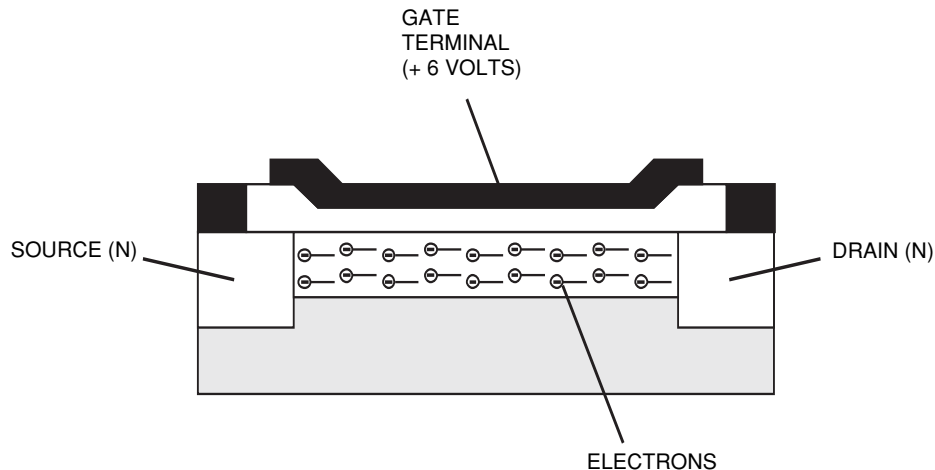 GATE
TERMINAL
(+ 6 VOLTS)
SOURCE (N)
DRAIN (N)
ELECTRONS